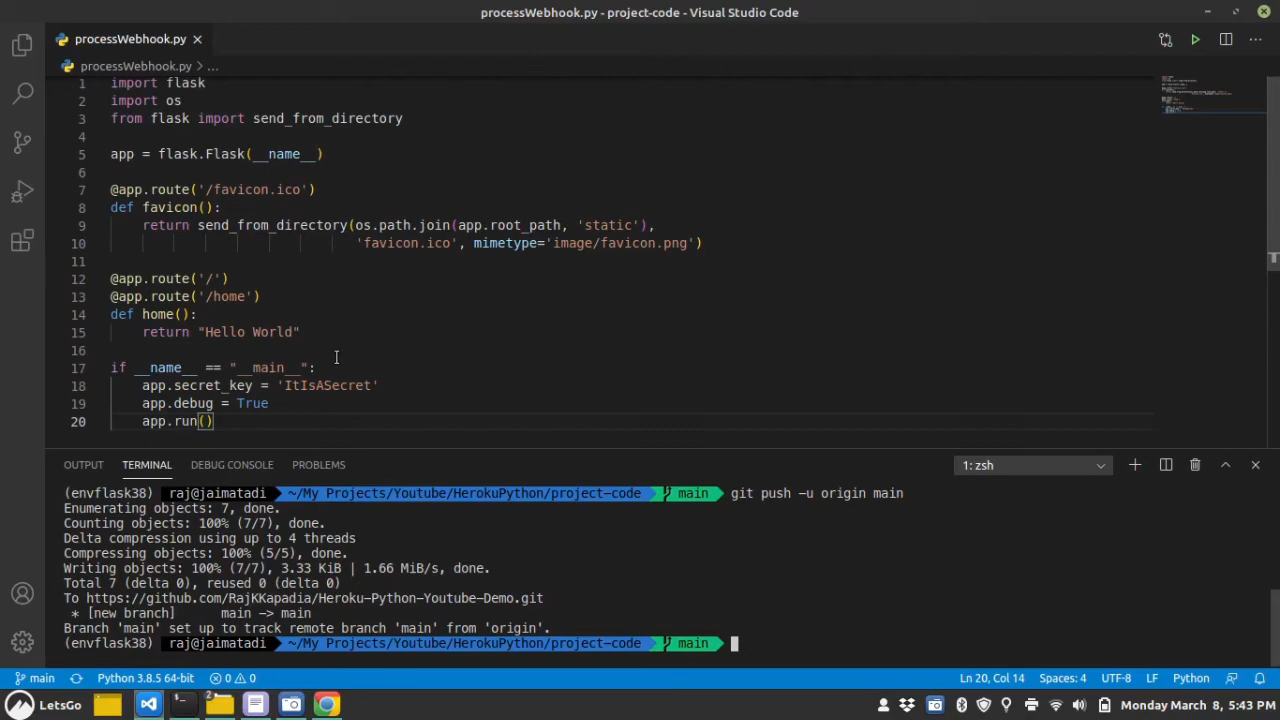 processWebhook.py - project-code - Visual Studio Code
processWebhook.py
processWebhook.py > ...
1 import flask
2 import os
3 from flask import send_from_directory
4
5 app = flask.Flask(__name__)
6
7 @app.route('/favicon.ico')
8 def favicon():
9 return send_from_directory(os.path.join(app.root_path, 'static'),
10 'favicon.ico', mimetype='image/favicon.png')
11
12 @app.route('/')
13 @app.route('/home')
14 def home():
15 return "Hello World"
16
17 if __name__ == "__main__":
18 app.secret_key = 'ItIsASecret'
19 app.debug = True
20 app.run()
OUTPUT TERMINAL DEBUG CONSOLE PROBLEMS 1: zsh
(envflask38) raj@jaimatadi ~/My Projects/Youtube/HerokuPython/project-code main git push -u origin main
Enumerating objects: 7, done.
Counting objects: 100% (7/7), done.
Delta compression using up to 4 threads
Compressing objects: 100% (5/5), done.
Writing objects: 100% (7/7), 3.33 KiB | 1.66 MiB/s, done.
Total 7 (delta 0), reused 0 (delta 0)
To https://github.com/RajKKapadia/Heroku-Python-Youtube-Demo.git
* [new branch] main -> main
Branch 'main' set up to track remote branch 'main' from 'origin'.
(envflask38) raj@jaimatadi ~/My Projects/Youtube/HerokuPython/project-code main
main Python 3.8.5 64-bit 0 0 Ln 20, Col 14 Spaces: 4 UTF-8 LF Python
LetsGo 2 Monday March 8, 5:43 PM